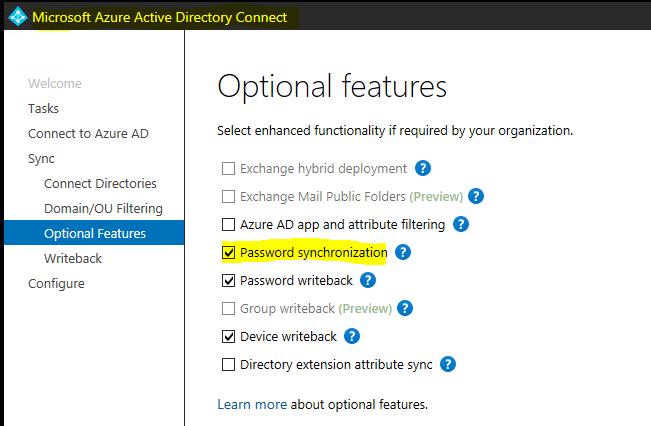 Microsoft Azure Active Directory Connect
Welcome
Tasks
Connect to Azure AD
Sync
Connect Directories
Domain/OU Filtering
Optional Features
Writeback
Configure
Optional features
Select enhanced functionality if required by your organization.
Exchange hybrid deployment ?
Exchange Mail Public Folders (Preview) ?
Azure AD app and attribute filtering ?
Password synchronization ?
Password writeback ?
Group writeback (Preview) ?
Device writeback ?
Directory extension attribute sync ?
Learn more about optional features.